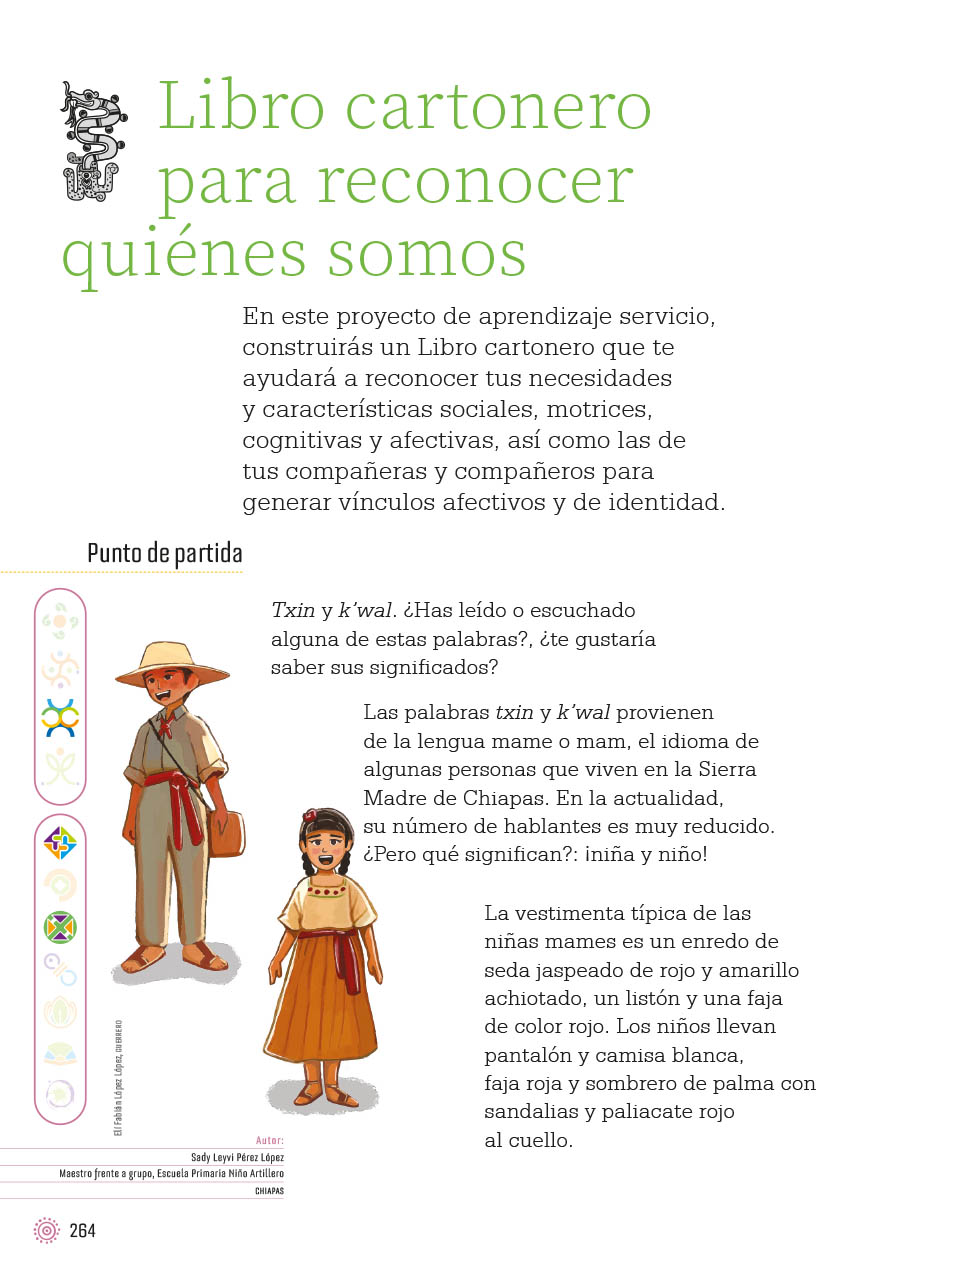 Libro cartonero
para reconocer
quiénes somos
En este proyecto de aprendizaje servicio,
construirás un Libro cartonero que te
ayudará a reconocer tus necesidades
y características sociales, motrices,
cognitivas y afectivas, así como las de
tus compañeras y compañeros para
generar vínculos afectivos y de identidad.
Punto de partida
Txin y k’wal. ¿Has leído o escuchado
alguna de estas palabras?, ¿te gustaría
saber sus significados?
Las palabras txin y k’wal provienen
de la lengua mame o mam, el idioma de
algunas personas que viven en la Sierra
Madre de Chiapas. En la actualidad,
su número de hablantes es muy reducido.
¿Pero qué significan?: ¡niña y niño!
La vestimenta típica de las
niñas mames es un enredo de
seda jaspeado de rojo y amarillo
achiotado, un listón y una faja
de color rojo. Los niños llevan
pantalón y camisa blanca,
faja roja y sombrero de palma con
sandalias y paliacate rojo
al cuello.
Elí Fabián López López, GUERRERO
Autor:
Sady Leyvi Pérez López
Maestro frente a grupo, Escuela Primaria Niño Artillero
CHIAPAS
264